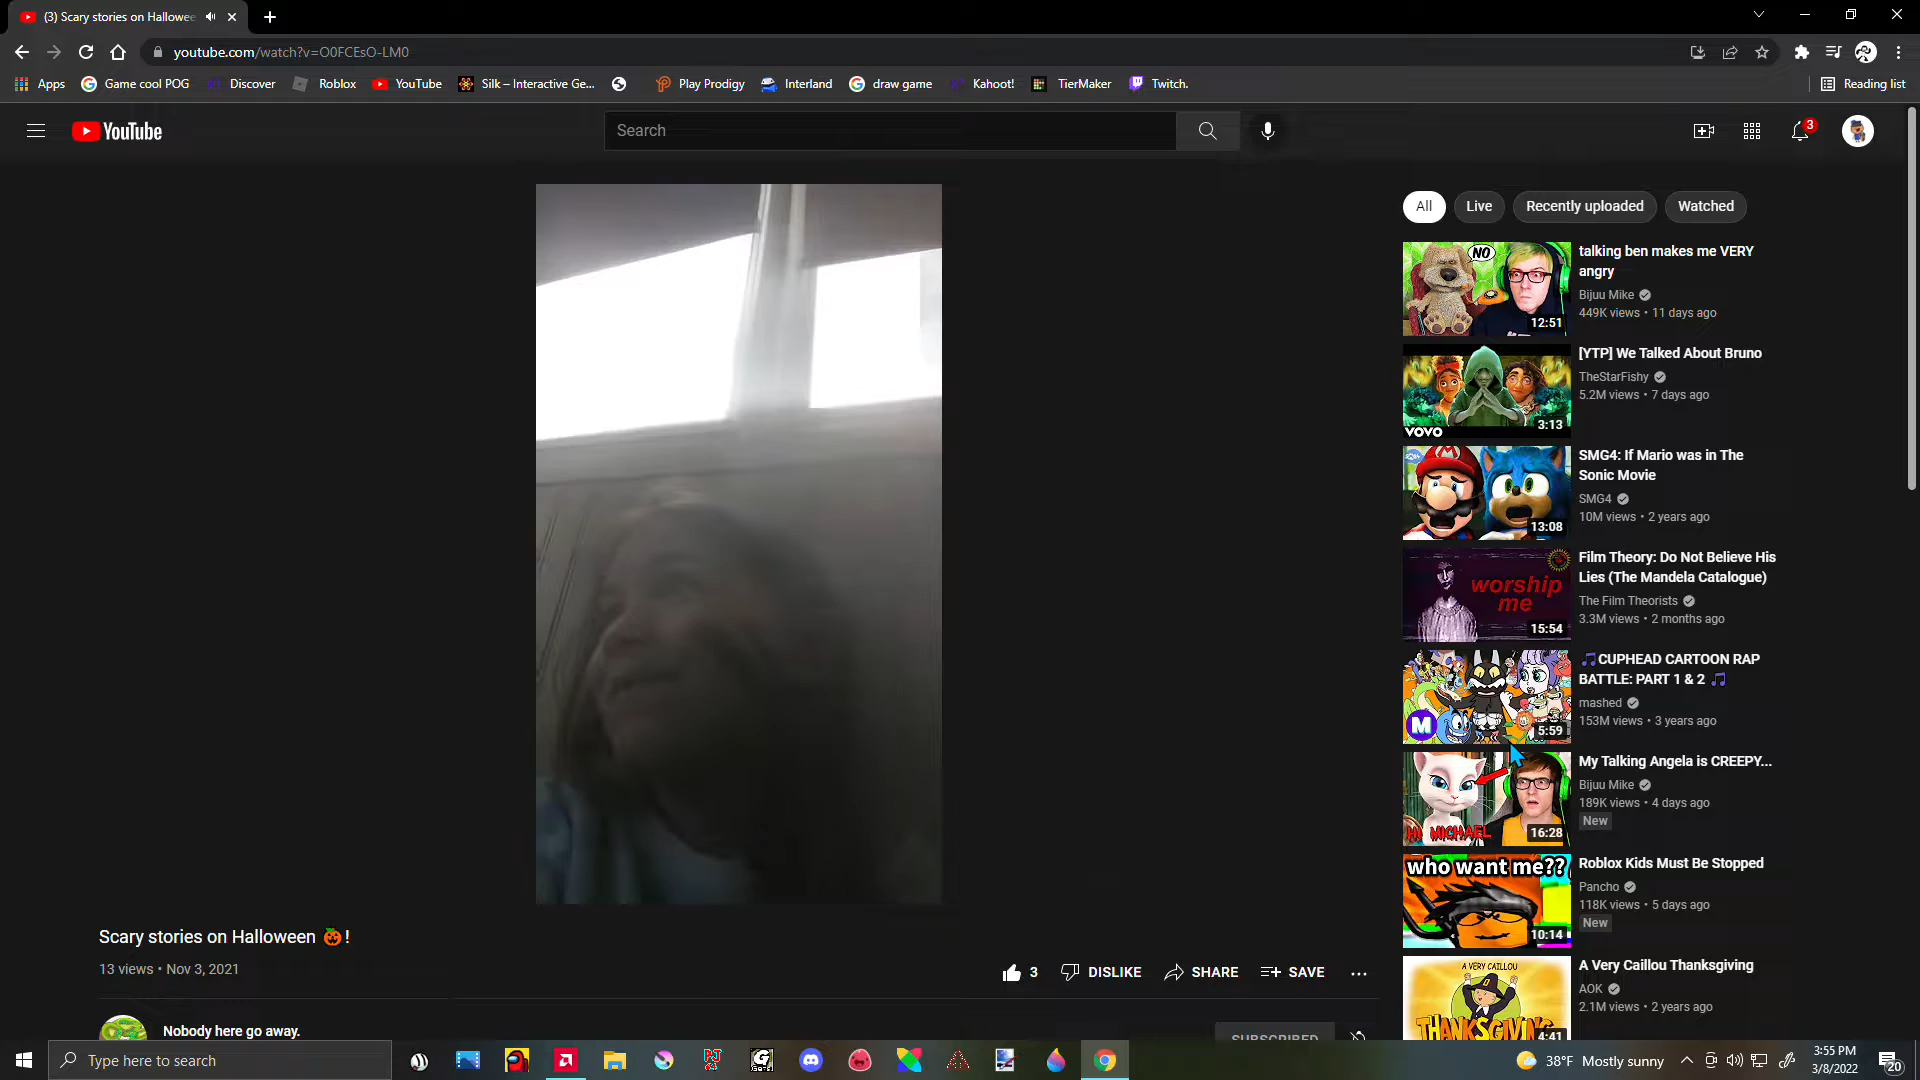 (3) Scary stories on Hallowee
youtube.com/watch?v=O0FCEsO-LM0
Apps
Game cool POG
Discover
Roblox
YouTube
Silk – Interactive Ge...
Play Prodigy
Interland
draw game
Kahoot!
TierMaker
Twitch.
Reading list
YouTube
Search
3
All
Live
Recently uploaded
Watched
NO
12:51
talking ben makes me VERY
angry
Bijuu Mike
449K views • 11 days ago
VOVO
3:13
[YTP] We Talked About Bruno
TheStarFishy
5.2M views • 7 days ago
13:08
SMG4: If Mario was in The
Sonic Movie
SMG4
10M views • 2 years ago
worship
me
15:54
Film Theory: Do Not Believe His
Lies (The Mandela Catalogue)
The Film Theorists
3.3M views • 2 months ago
M
5:59
🎵CUPHEAD CARTOON RAP
BATTLE: PART 1 & 2 🎵
mashed
153M views • 3 years ago
HI MICHAEL
16:28
My Talking Angela is CREEPY...
Bijuu Mike
189K views • 4 days ago
New
who want me??
10:14
Roblox Kids Must Be Stopped
Pancho
118K views • 5 days ago
New
A VERY CAILLOU
THANKSGIVING
4:41
A Very Caillou Thanksgiving
AOK
2.1M views • 2 years ago
Scary stories on Halloween 🎃!
13 views • Nov 3, 2021
3
DISLIKE
SHARE
SAVE
Nobody here go away.
SUBSCRIBED
Type here to search
38°F Mostly sunny
3:55 PM
3/8/2022
20